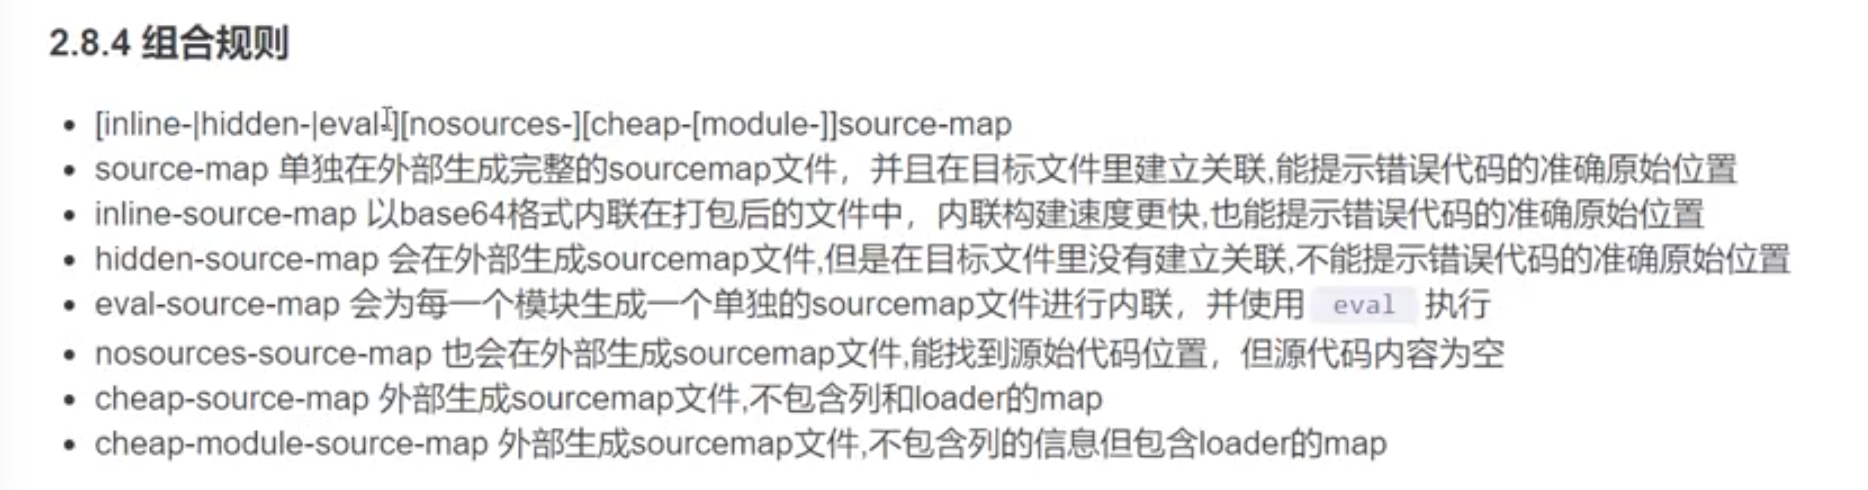 2.8.4 组合规则
[inline-|hidden-|eval-][nosources-][cheap-[module-]]source-map
source-map 单独在外部生成完整的sourcemap文件，并且在目标文件里建立关联,能提示错误代码的准确原始位置
inline-source-map 以base64格式内联在打包后的文件中，内联构建速度更快,也能提示错误代码的准确原始位置
hidden-source-map 会在外部生成sourcemap文件,但是在目标文件里没有建立关联,不能提示错误代码的准确原始位置
eval-source-map 会为每一个模块生成一个单独的sourcemap文件进行内联，并使用 eval 执行
nosources-source-map 也会在外部生成sourcemap文件,能找到源始代码位置，但源代码内容为空
cheap-source-map 外部生成sourcemap文件,不包含列和loader的map
cheap-module-source-map 外部生成sourcemap文件,不包含列的信息但包含loader的map